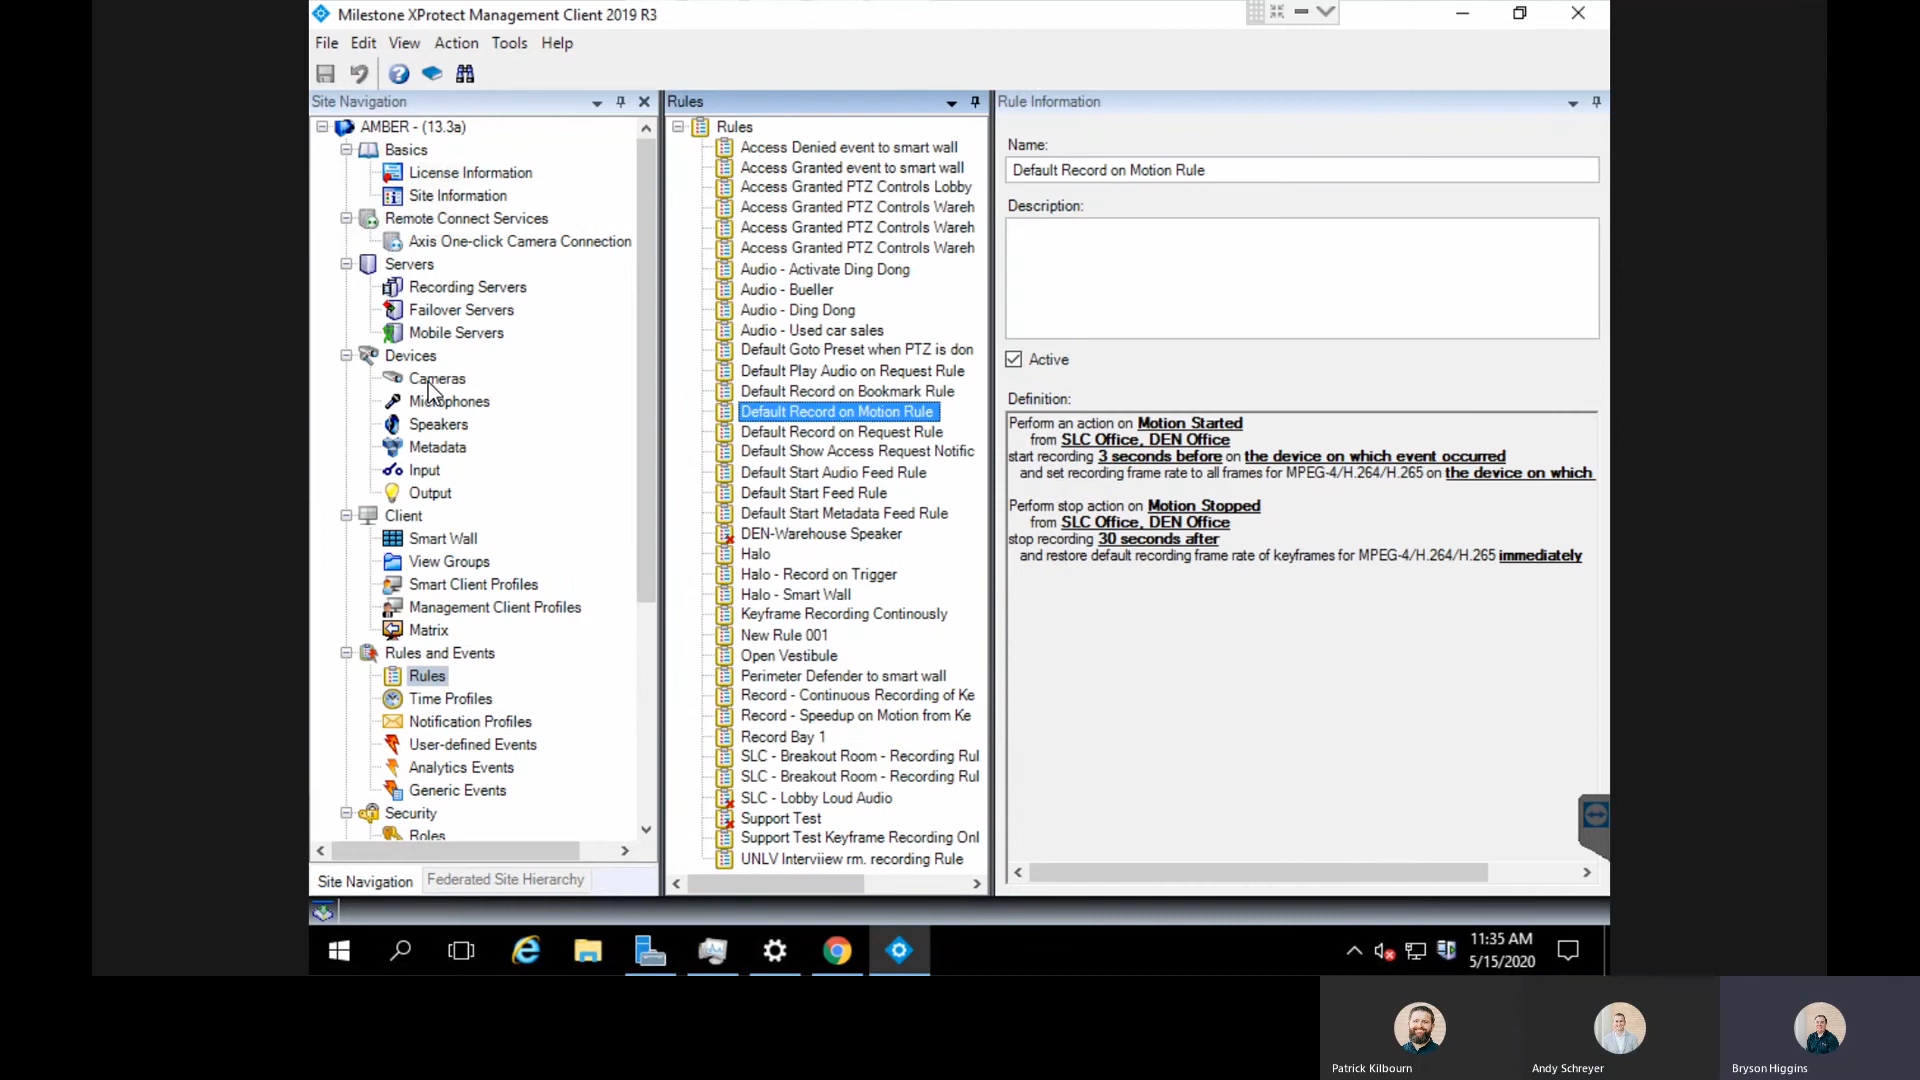 Milestone XProtect Management Client 2019 R3
File Edit View Action Tools Help
Site Navigation
AMBER - (13.3a)
Basics
License Information
Site Information
Remote Connect Services
Axis One-click Camera Connection
Servers
Recording Servers
Failover Servers
Mobile Servers
Devices
Cameras
Microphones
Speakers
Metadata
Input
Output
Client
Smart Wall
View Groups
Smart Client Profiles
Management Client Profiles
Matrix
Rules and Events
Rules
Time Profiles
Notification Profiles
User-defined Events
Analytics Events
Generic Events
Security
Roles
Site Navigation Federated Site Hierarchy
Rules
Rules
Access Denied event to smart wall
Access Granted event to smart wall
Access Granted PTZ Controls Lobby
Access Granted PTZ Controls Wareh
Access Granted PTZ Controls Wareh
Access Granted PTZ Controls Wareh
Audio - Activate Ding Dong
Audio - Bueller
Audio - Ding Dong
Audio - Used car sales
Default Goto Preset when PTZ is don
Default Play Audio on Request Rule
Default Record on Bookmark Rule
Default Record on Motion Rule
Default Record on Request Rule
Default Show Access Request Notific
Default Start Audio Feed Rule
Default Start Feed Rule
Default Start Metadata Feed Rule
DEN-Warehouse Speaker
Halo
Halo - Record on Trigger
Halo - Smart Wall
Keyframe Recording Continously
New Rule 001
Open Vestibule
Perimeter Defender to smart wall
Record - Continuous Recording of Ke
Record - Speedup on Motion from Ke
Record Bay 1
SLC - Breakout Room - Recording Rul
SLC - Breakout Room - Recording Rul
SLC - Lobby Loud Audio
Support Test
Support Test Keyframe Recording Onl
UNLV Interviiew rm. recording Rule
Rule Information
Name:
Default Record on Motion Rule
Description:
Active
Definition:
Perform an action on Motion Started
from SLC Office, DEN Office
start recording 3 seconds before on the device on which event occurred
and set recording frame rate to all frames for MPEG-4/H.264/H.265 on the device on which
Perform stop action on Motion Stopped
from SLC Office, DEN Office
stop recording 30 seconds after
and restore default recording frame rate of keyframes for MPEG-4/H.264/H.265 immediately
11:35 AM
5/15/2020
Patrick Kilbourn
Andy Schreyer
Bryson Higgins